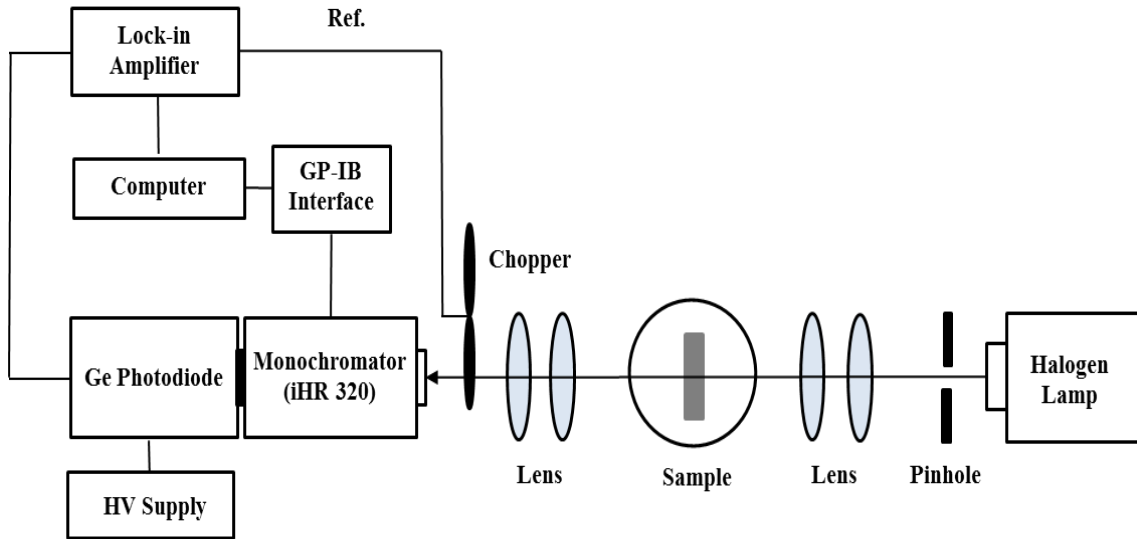 Ref.
Lock-in
Amplifier
Computer
GP-IB
Interface
Chopper
Ge Photodiode
Monochromator
(iHR 320)
Halogen
Lamp
Lens
Sample
Lens
Pinhole
HV Supply